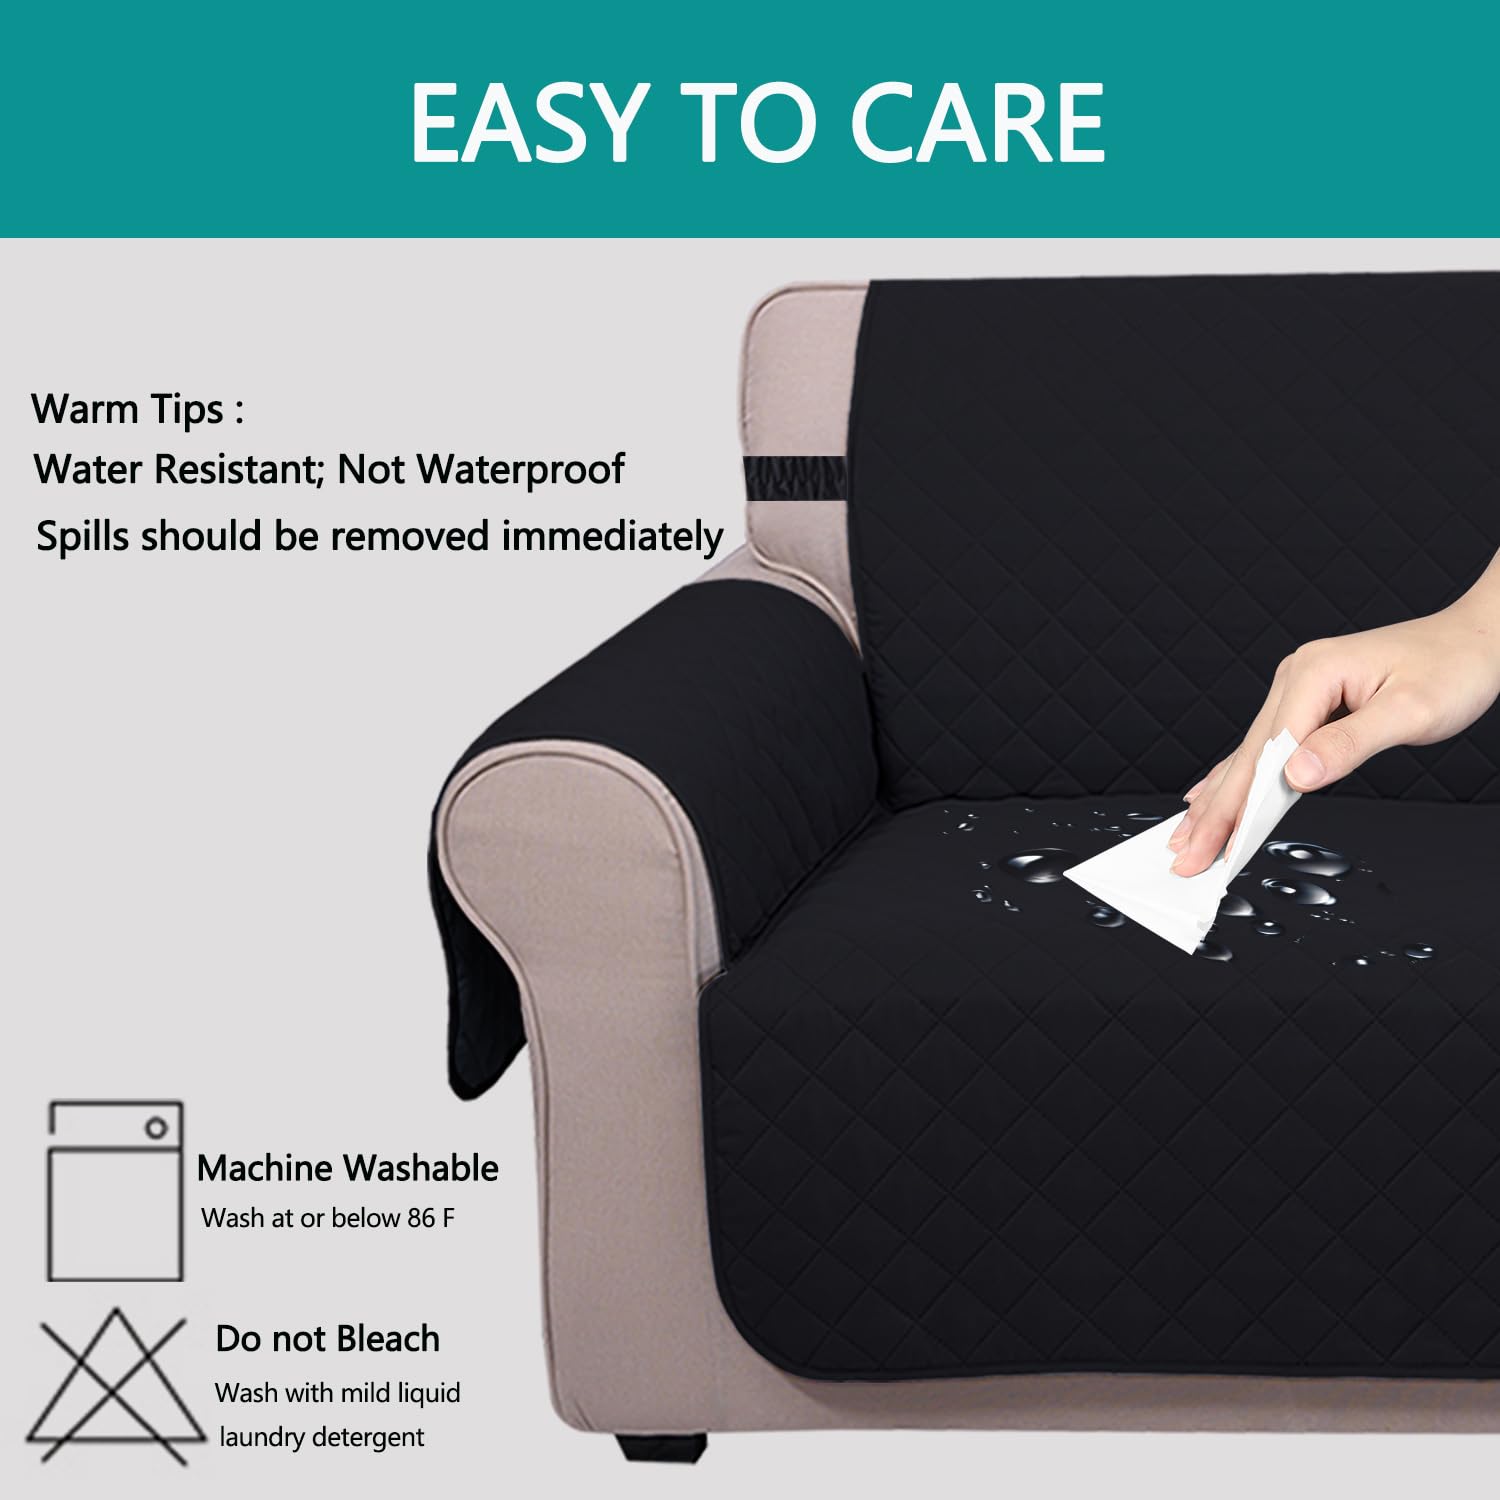 EASY TO CARE
Warm Tips :
Water Resistant; Not Waterproof
Spills should be removed immediately
Machine Washable
Wash at or below 86 F
Do not Bleach
Wash with mild liquid
laundry detergent